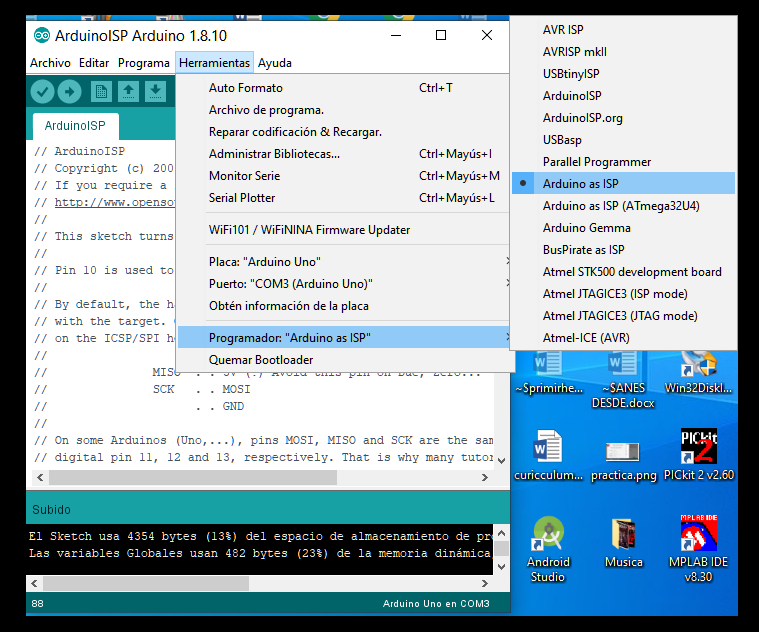 ArduinoISP Arduino 1.8.10
Archivo Editar Programa Herramientas Ayuda
ArduinoISP
// ArduinoISP
// Copyright (c) 200
// If you require a
// http://www.openso
//
// This sketch turns
//
// Pin 10 is used to
//
// By default, the ha
// with the target.
// on the ICSP/SPI h
//
// MISO . . 5V (!) Avoid this pin on Due, Zero...
// SCK . . MOSI
// . . GND
//
// On some Arduinos (Uno,...), pins MOSI, MISO and SCK are the sam
// digital pin 11, 12 and 13, respectively. That is why many tutor
Auto Formato Ctrl+T
Archivo de programa.
Reparar codificación & Recargar.
Administrar Bibliotecas... Ctrl+Mayús+I
Monitor Serie Ctrl+Mayús+M
Serial Plotter Ctrl+Mayús+L
WiFi101 / WiFiNINA Firmware Updater
Placa: "Arduino Uno"
Puerto: "COM3 (Arduino Uno)"
Obtén información de la placa
Programador: "Arduino as ISP"
Quemar Bootloader
AVR ISP
AVRISP mkII
USBtinyISP
ArduinoISP
ArduinoISP.org
USBasp
Parallel Programmer
Arduino as ISP
Arduino as ISP (ATmega32U4)
Arduino Gemma
BusPirate as ISP
Atmel STK500 development board
Atmel JTAGICE3 (ISP mode)
Atmel JTAGICE3 (JTAG mode)
Atmel-ICE (AVR)
Subido
El Sketch usa 4354 bytes (13%) del espacio de almacenamiento de pro
Las variables Globales usan 482 bytes (23%) de la memoria dinámica
88 Arduino Uno en COM3
~$primirhe... ~$ANES Win32Diskl...
DESDE.docx
PICkit
2
curicculum... practica.png PICkit 2 v2.60
MPLAB IDE
Android Musica MPLAB IDE
Studio v8.30